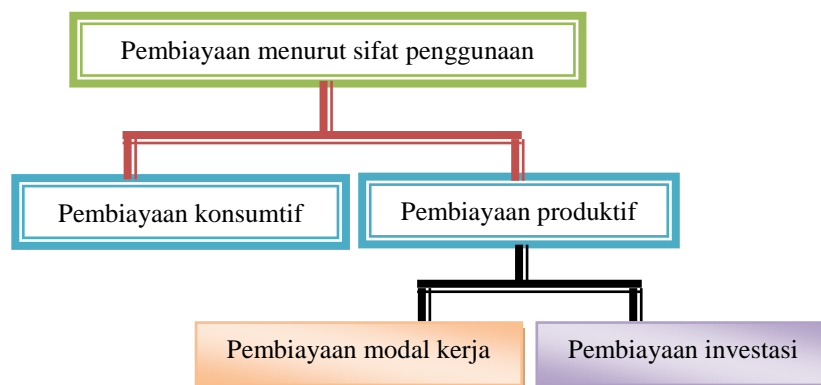 Pembiayaan menurut sifat penggunaan
Pembiayaan konsumtif
Pembiayaan produktif
Pembiayaan modal kerja
Pembiayaan investasi